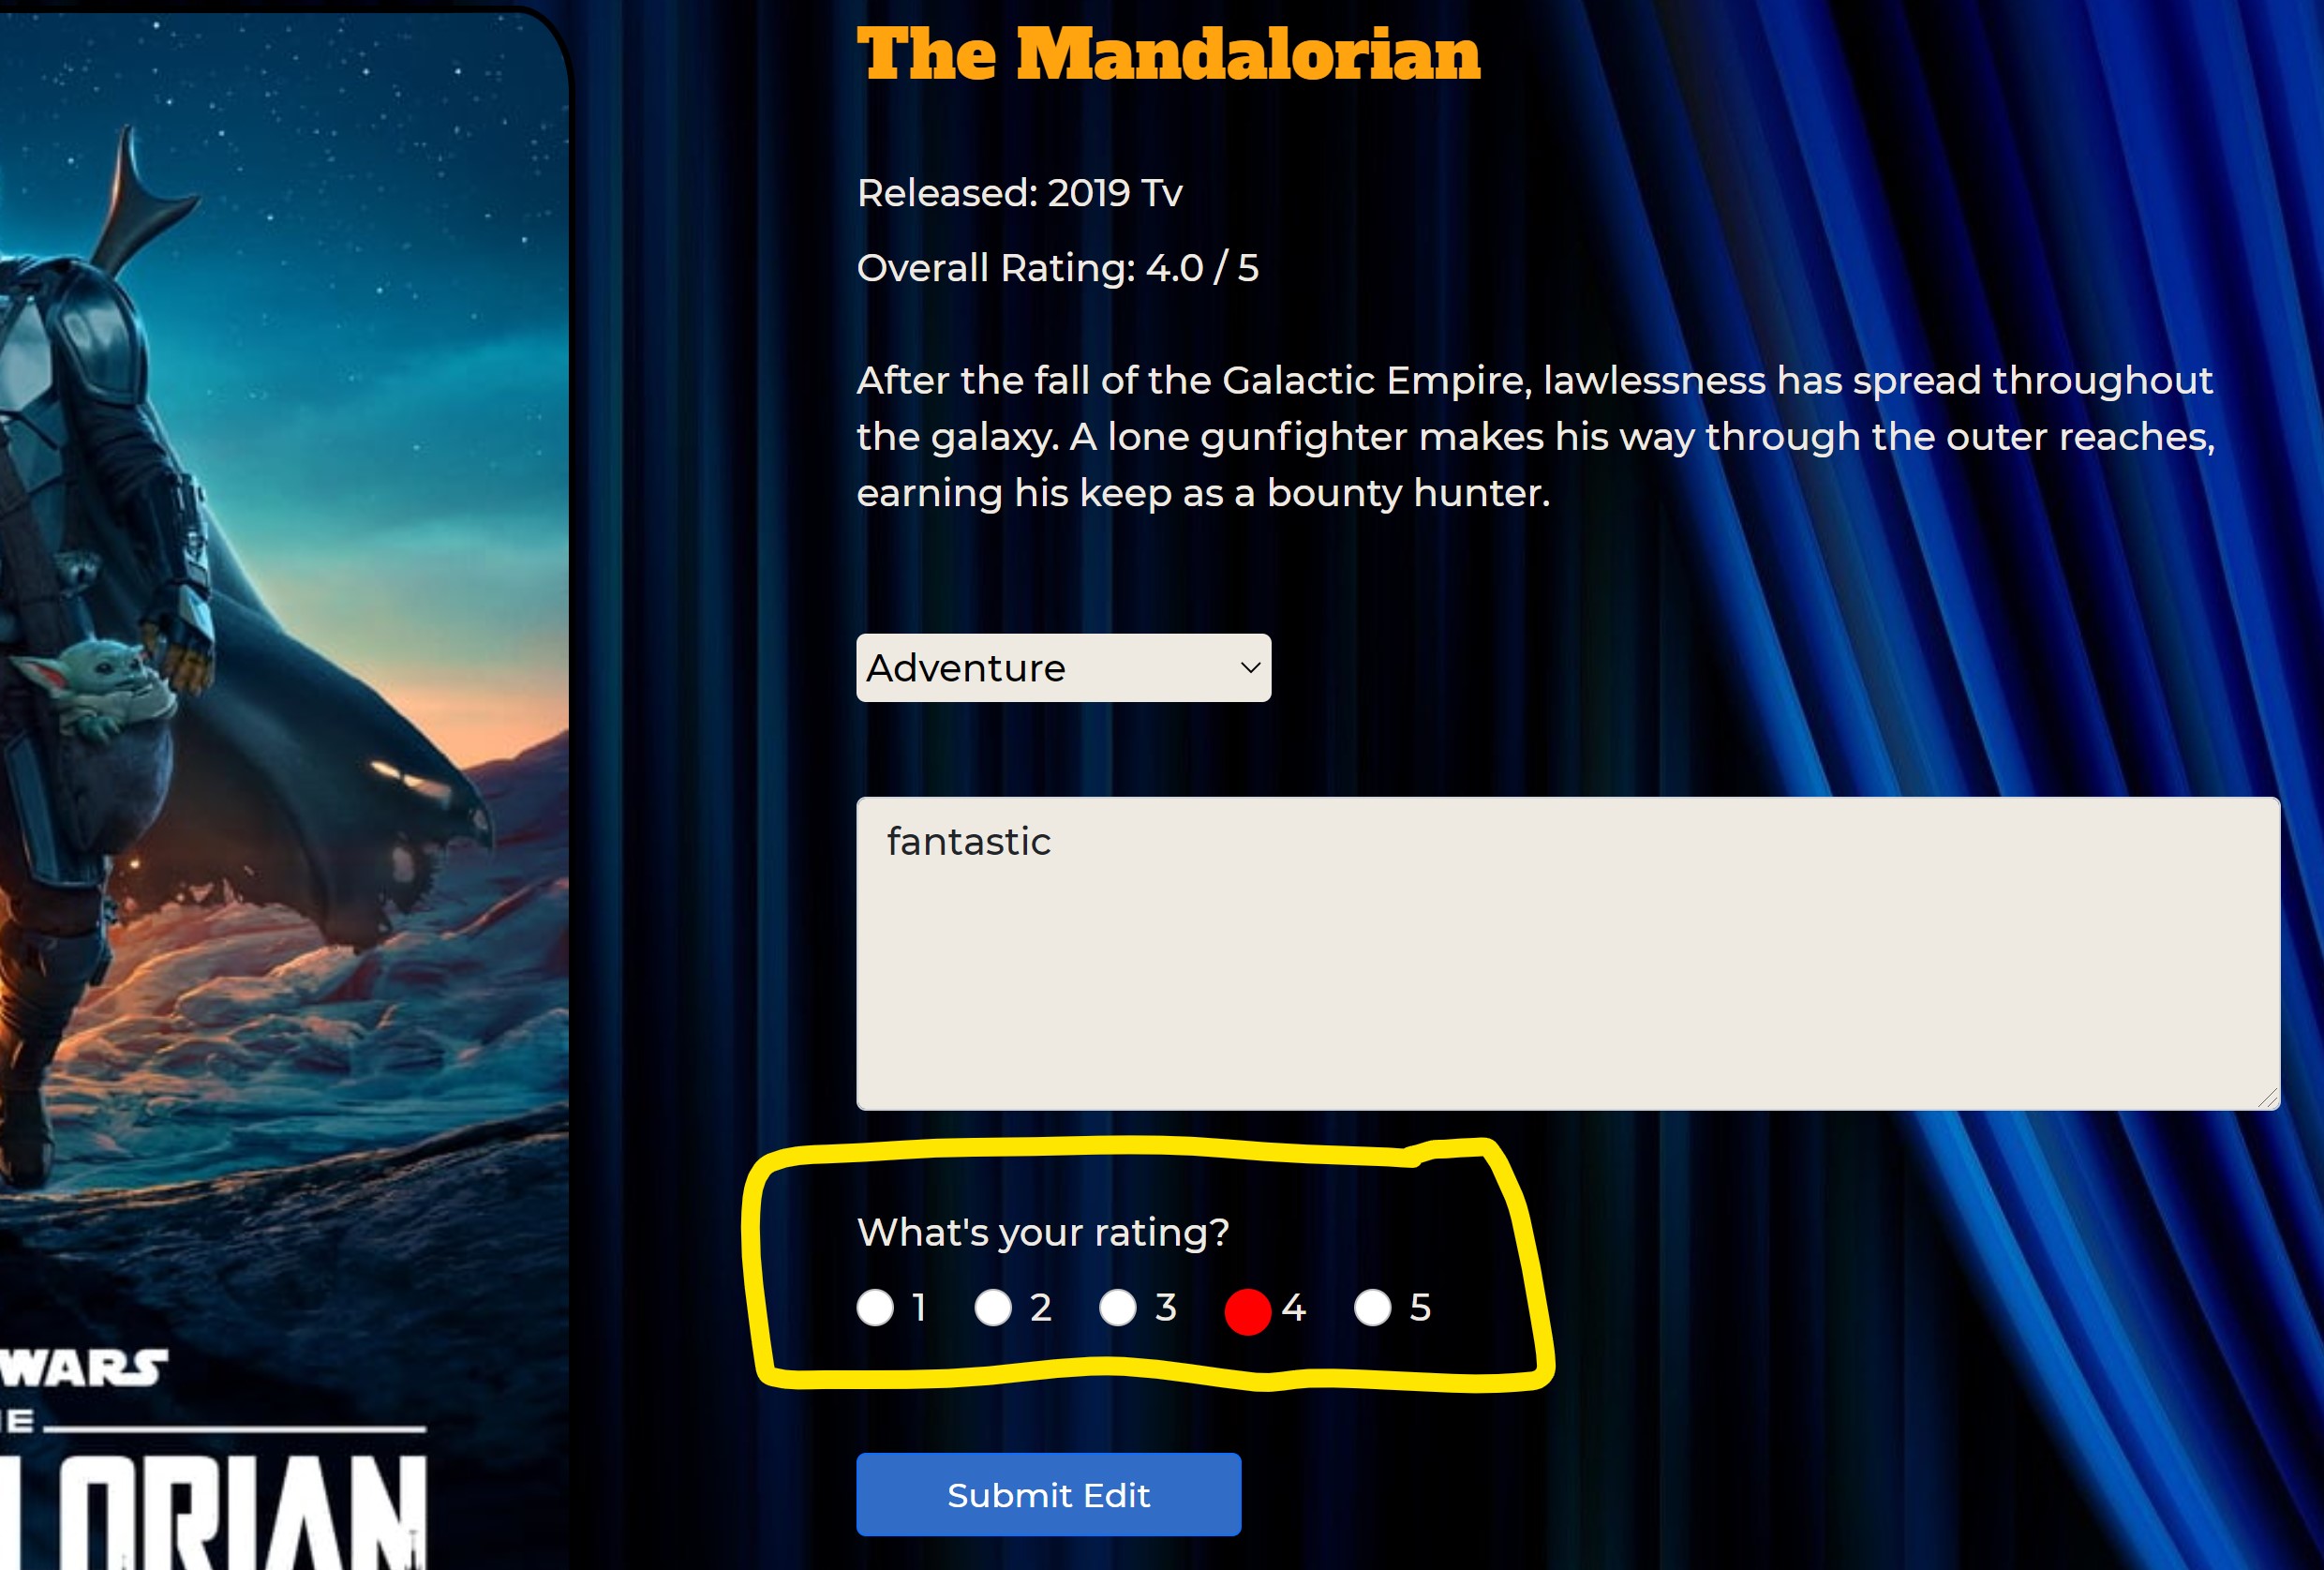 The Mandalorian
Released: 2019 Tv
Overall Rating: 4.0 / 5
After the fall of the Galactic Empire, lawlessness has spread throughout
the galaxy. A lone gunfighter makes his way through the outer reaches,
earning his keep as a bounty hunter.
Adventure
fantastic
What's your rating?
1 2 3 4 5
Submit Edit
WARS
E
LORIAN